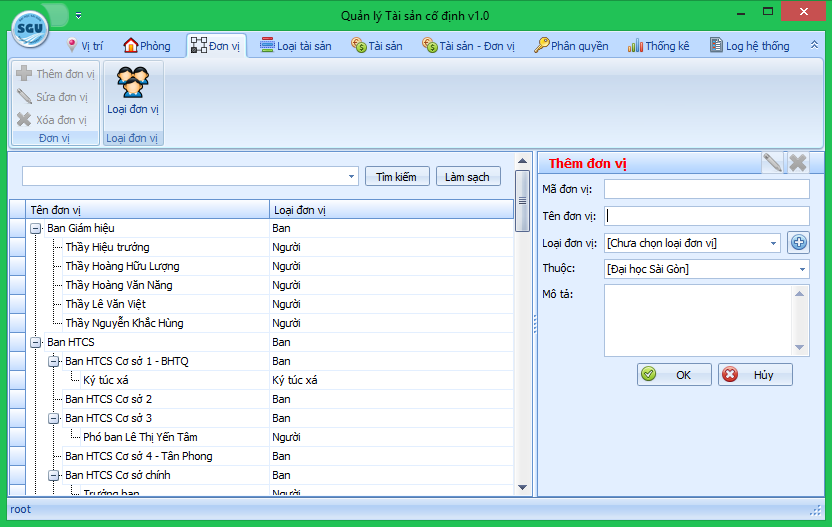 Quản lý Tài sản cố định v1.0
SGU
Vị trí Phòng Đơn vị Loại tài sản Tài sản Tài sản - Đơn vị Phân quyền Thống kê Log hệ thống
Thêm đơn vị
Sửa đơn vị
Xóa đơn vị
Đơn vị
Loại đơn vị
Loại đơn vị
Tìm kiếm Làm sạch
Tên đơn vị Loại đơn vị
Ban Giám hiệu Ban
Thầy Hiệu trưởng Người
Thầy Hoàng Hữu Lượng Người
Thầy Hoàng Văn Năng Người
Thầy Lê Văn Việt Người
Thầy Nguyễn Khắc Hùng Người
Ban HTCS Ban
Ban HTCS Cơ sở 1 - BHTQ Ban
Ký túc xá Ký túc xá
Ban HTCS Cơ sở 2 Ban
Ban HTCS Cơ sở 3 Ban
Phó ban Lê Thị Yến Tâm Người
Ban HTCS Cơ sở 4 - Tân Phong Ban
Ban HTCS Cơ sở chính Ban
Trưởng ban Người
Thêm đơn vị
Mã đơn vị:
Tên đơn vị:
Loại đơn vị: [Chưa chọn loại đơn vị]
Thuộc: [Đại học Sài Gòn]
Mô tả:
OK Hủy
root